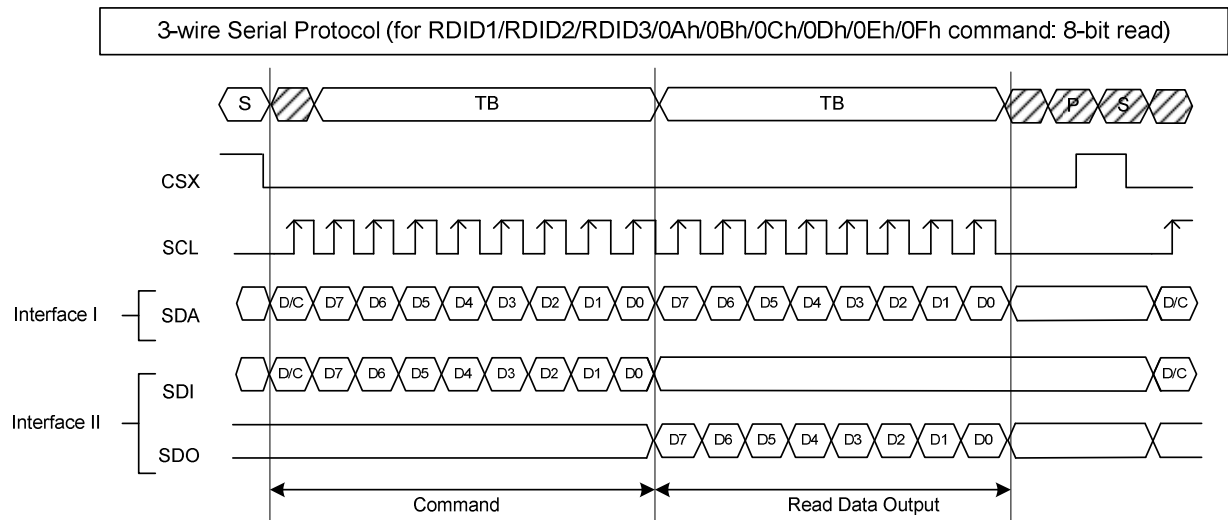 3-wire Serial Protocol (for RDID1/RDID2/RDID3/0Ah/0Bh/0Ch/0Dh/0Eh/0Fh command: 8-bit read)
S TB TB P S
CSX
SCL
Interface I
SDA D/C D7 D6 D5 D4 D3 D2 D1 D0 D7 D6 D5 D4 D3 D2 D1 D0 D/C
SDI D/C D7 D6 D5 D4 D3 D2 D1 D0 D/C
Interface II
SDO D7 D6 D5 D4 D3 D2 D1 D0
Command Read Data Output